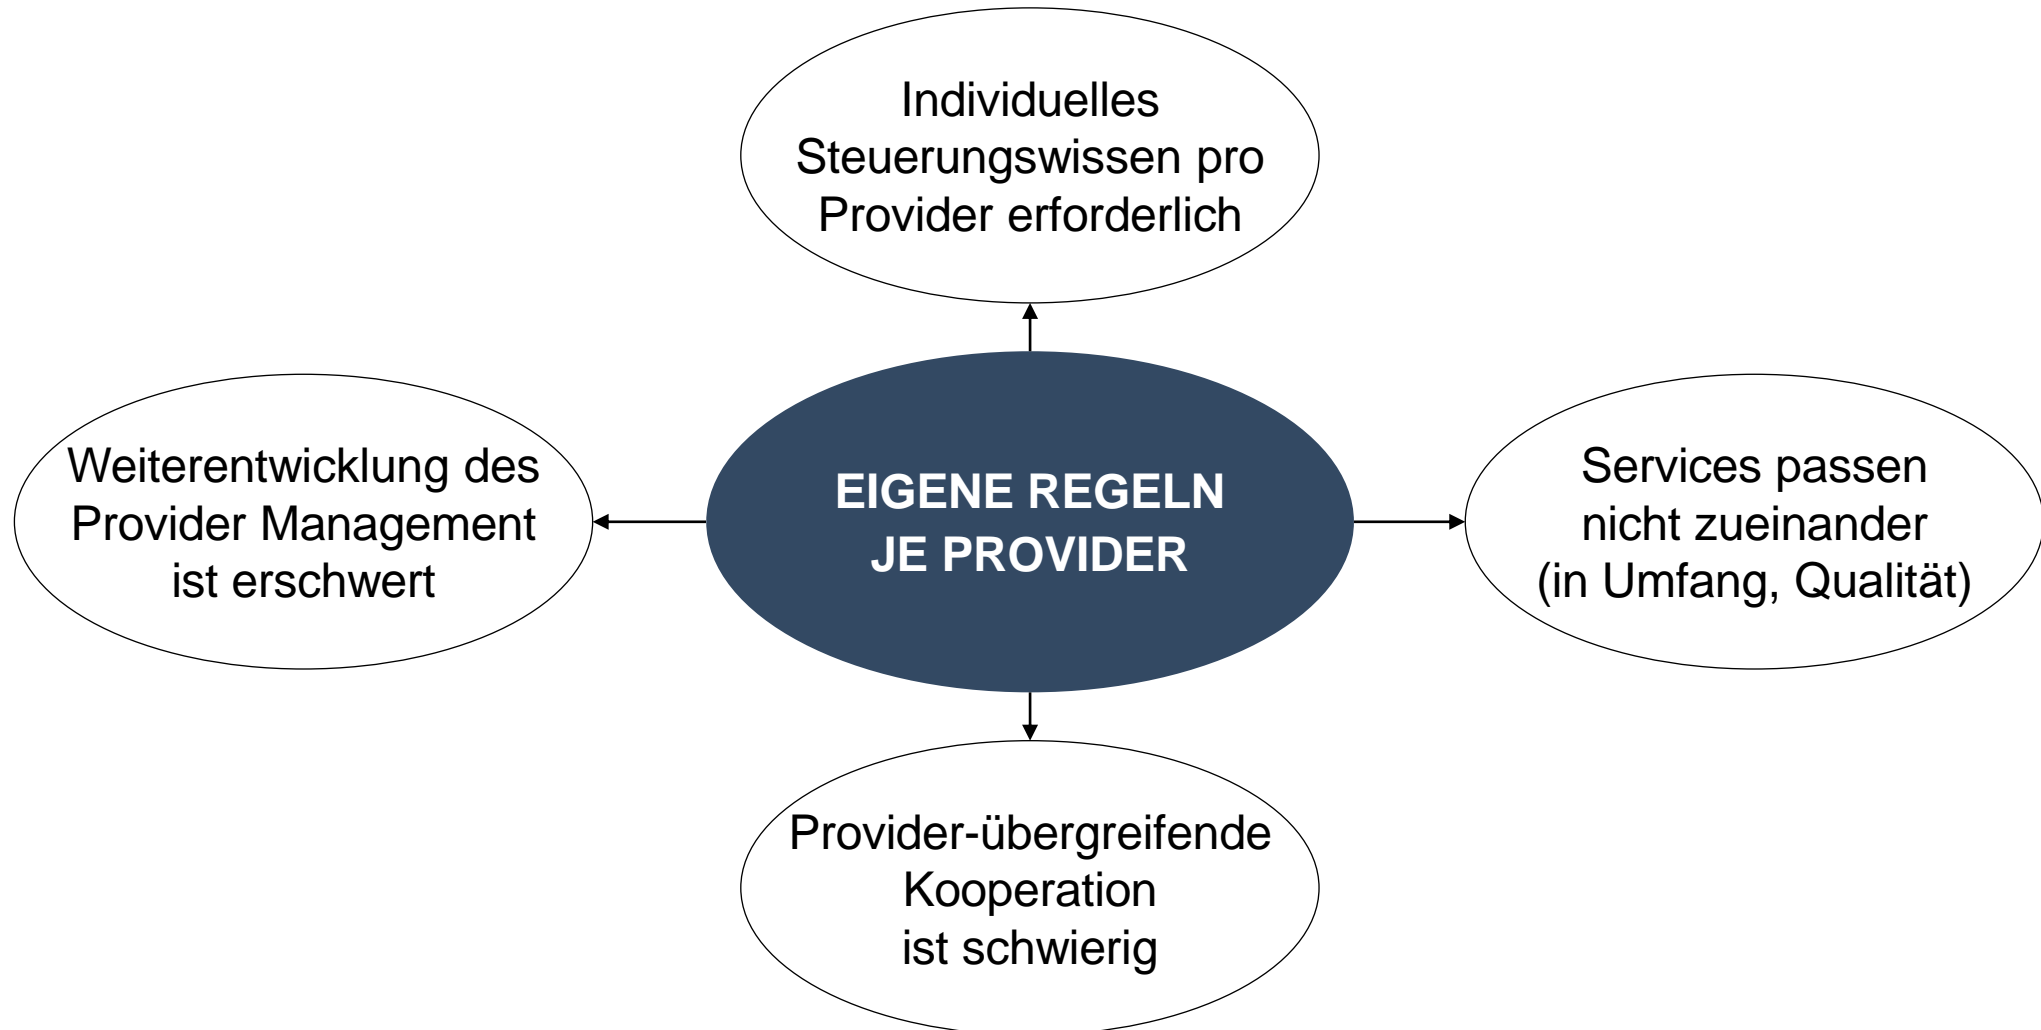 Individuelles
Steuerungswissen pro
Provider erforderlich
Weiterentwicklung des
Provider Management
ist erschwert
EIGENE REGELN
JE PROVIDER
Services passen
nicht zueinander
(in Umfang, Qualität)
Provider-übergreifende
Kooperation
ist schwierig